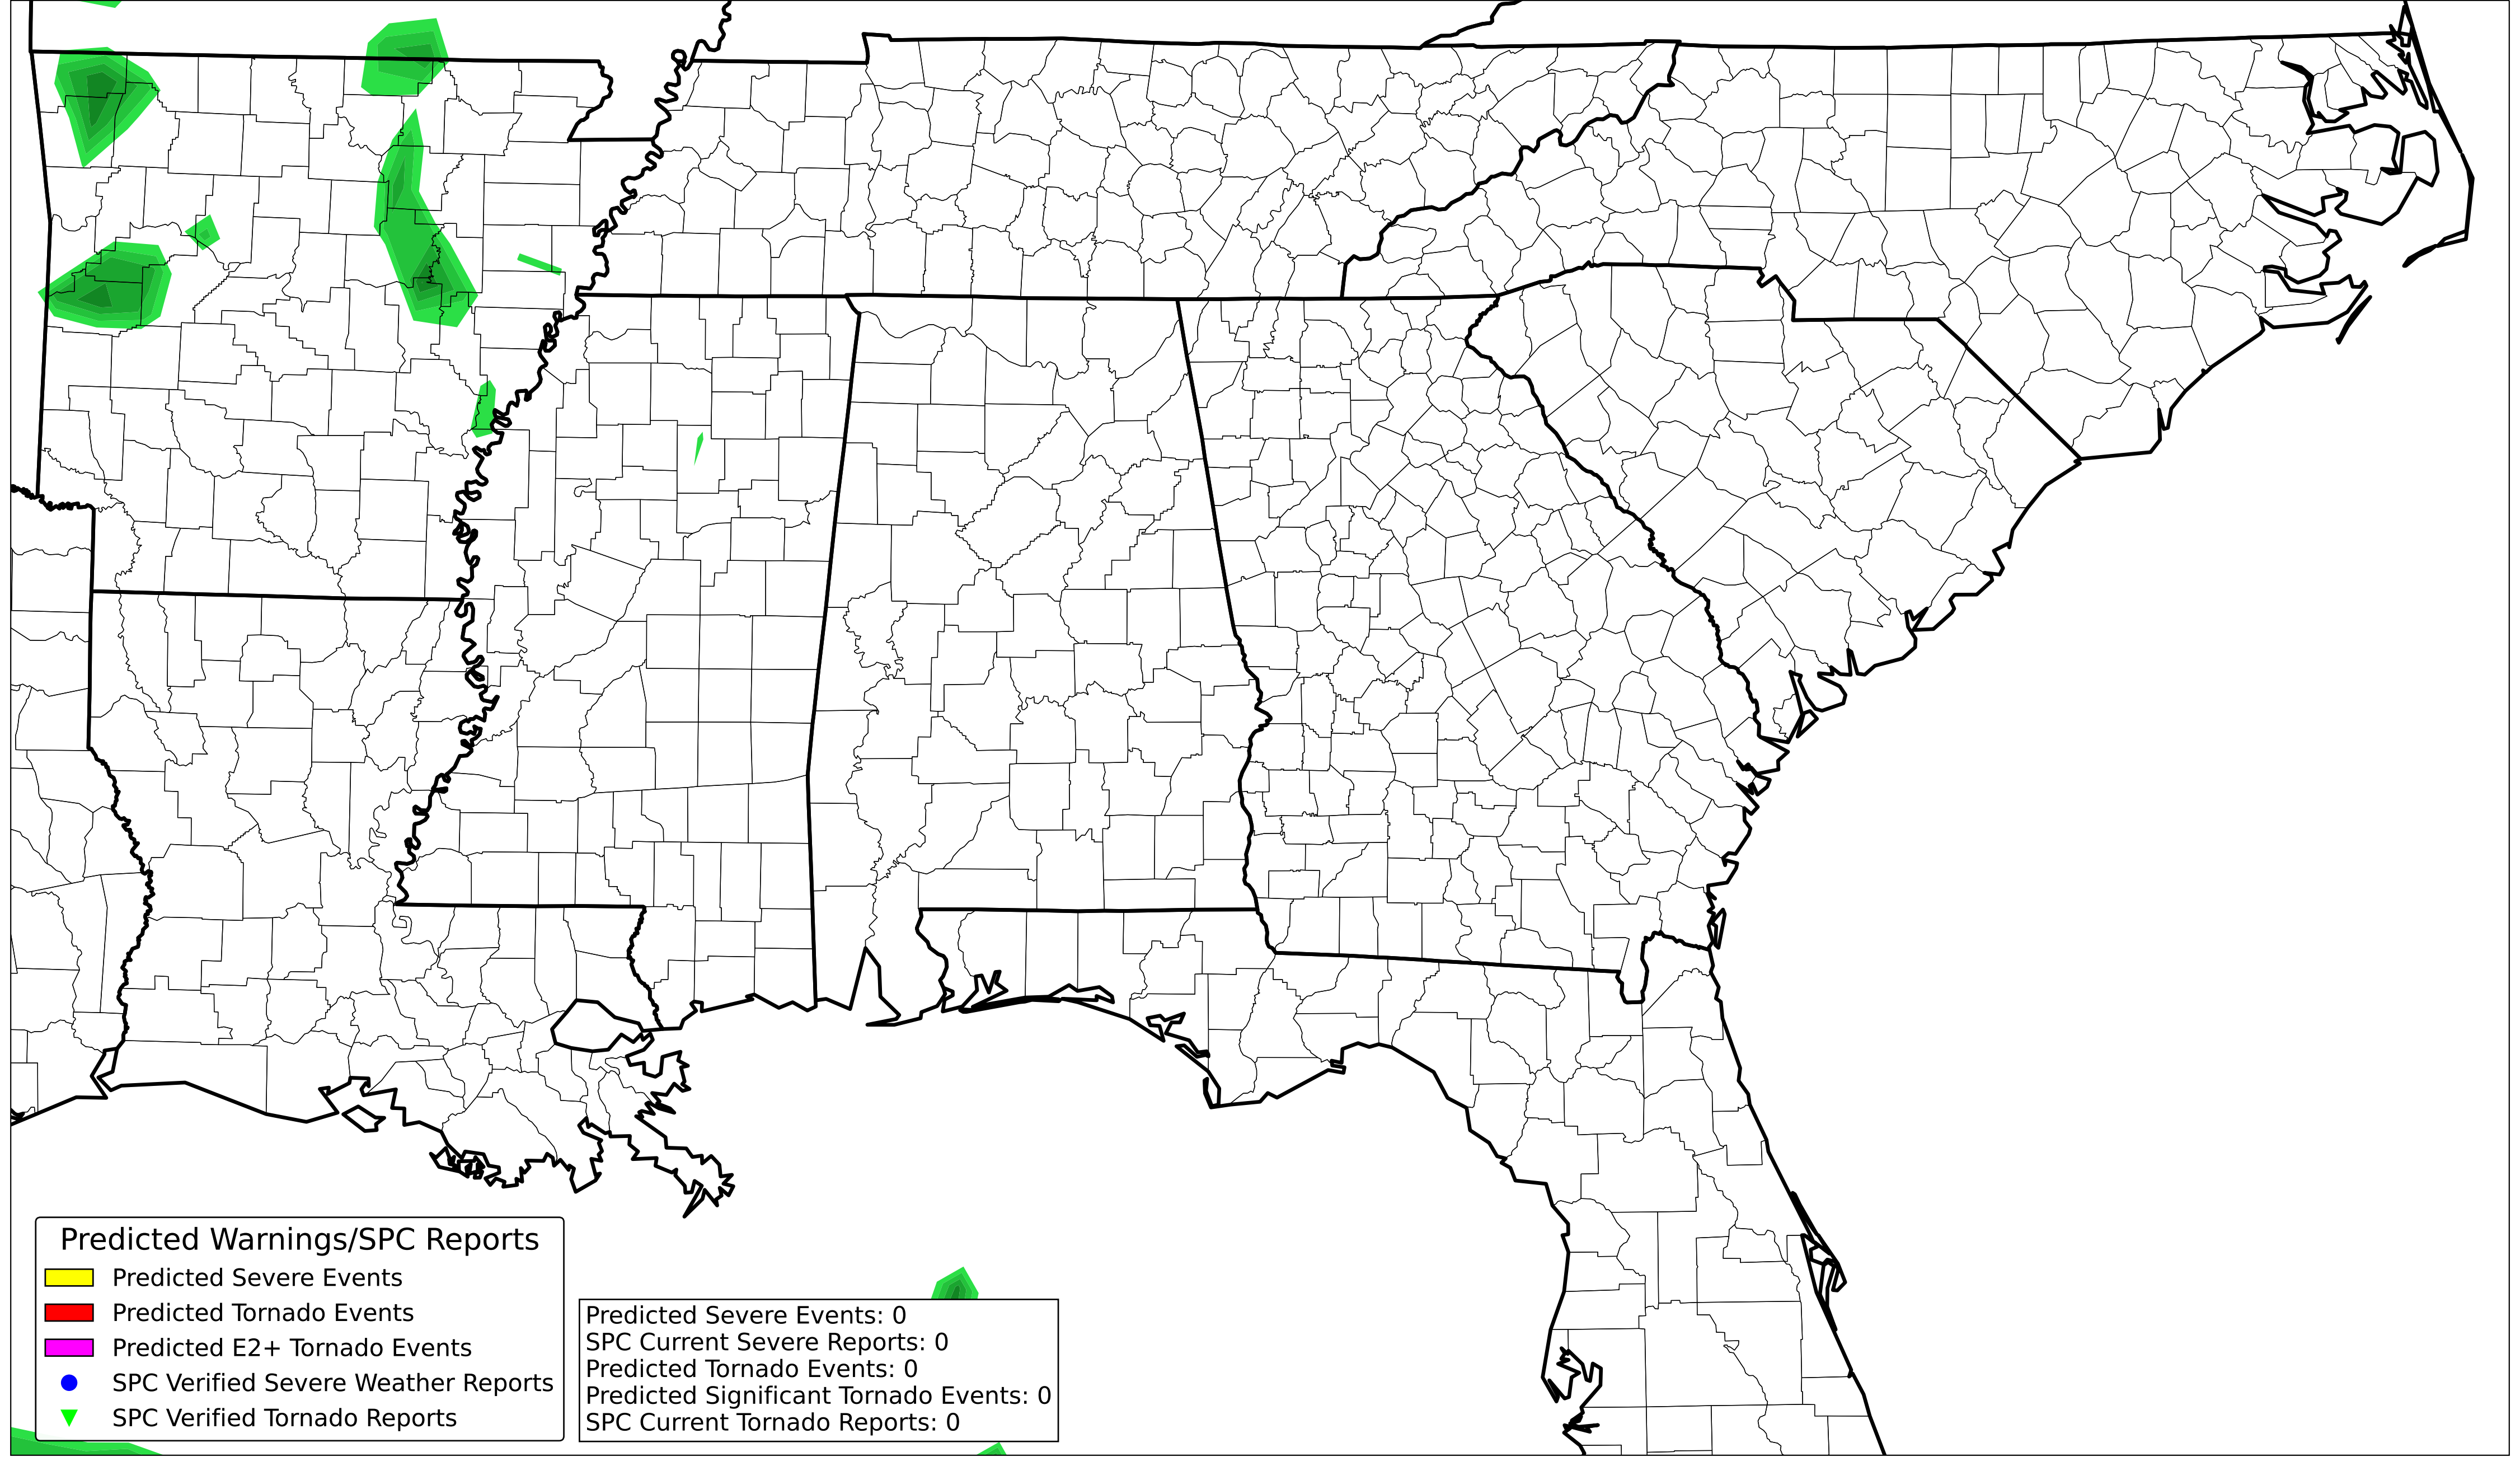 Predicted Warnings/SPC Reports
Predicted Severe Events
Predicted Tornado Events
Predicted E2+ Tornado Events
SPC Verified Severe Weather Reports
SPC Verified Tornado Reports
Predicted Severe Events: 0
SPC Current Severe Reports: 0
Predicted Tornado Events: 0
Predicted Significant Tornado Events: 0
SPC Current Tornado Reports: 0